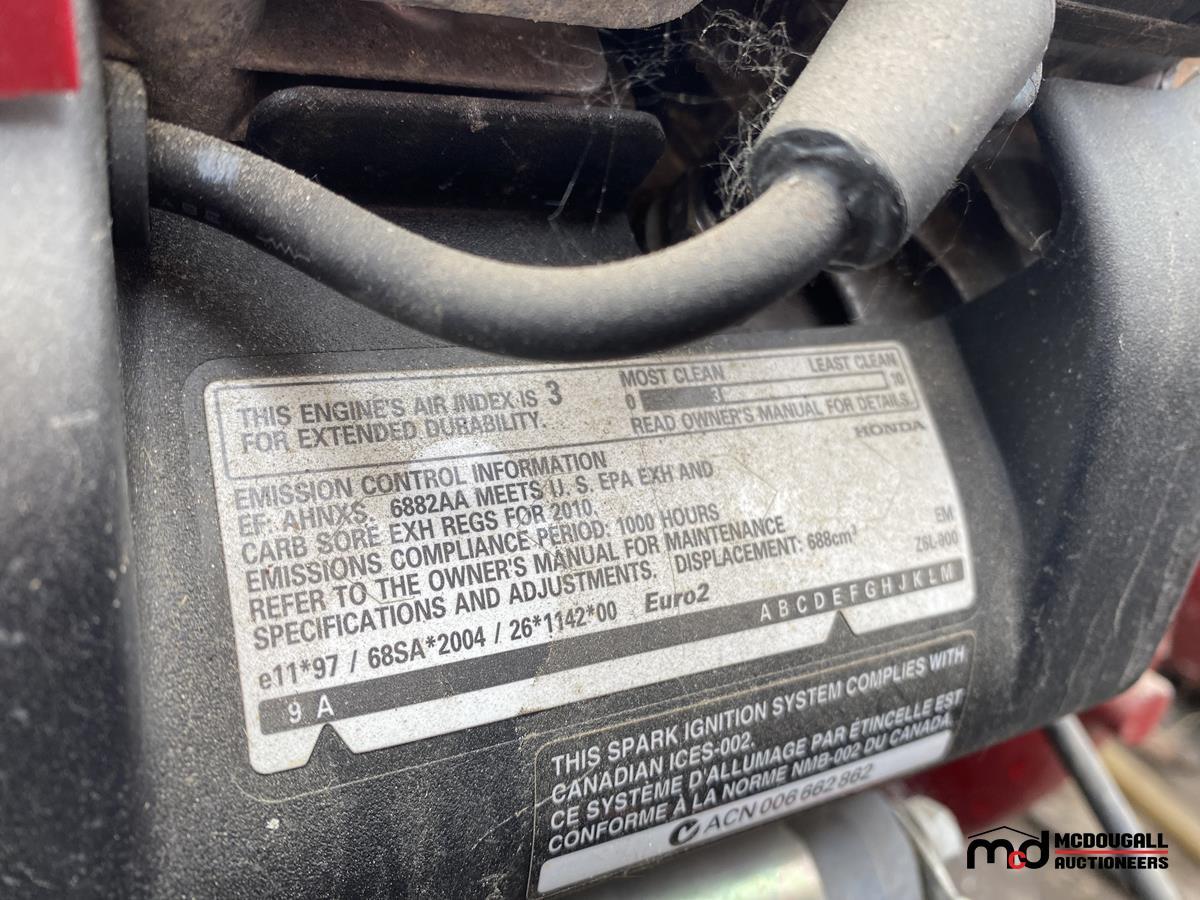 THIS ENGINE'S AIR INDEX IS 3
FOR EXTENDED DURABILITY.
MOST CLEAN LEAST CLEAN
0 3 10
READ OWNER'S MANUAL FOR DETAILS.
HONDA
EMISSION CONTROL INFORMATION
EF: AHNXS. 6882AA MEETS U. S. EPA EXH AND
CARB SORE EXH REGS FOR 2010.
EMISSIONS COMPLIANCE PERIOD: 1000 HOURS
REFER TO THE OWNER'S MANUAL FOR MAINTENANCE
SPECIFICATIONS AND ADJUSTMENTS. DISPLACEMENT: 688cm³
EM
Z6L-800
e11*97 / 68SA*2004 / 26*1142*00 Euro2
A B C D E F G H J K L M
9 A
THIS SPARK IGNITION SYSTEM COMPLIES WITH
CANADIAN ICES-002.
CE SYSTÈME D'ALLUMAGE PAR ÉTINCELLE EST
CONFORME À LA NORME NMB-002 DU CANADA.
ACN 006 662 862
mcd MCDOUGALL
AUCTIONEERS